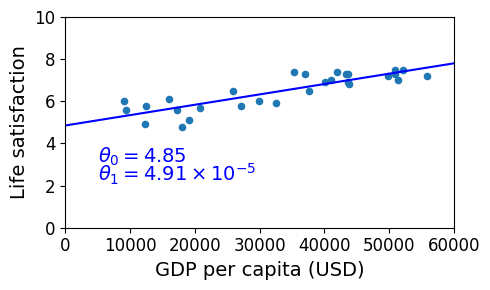 10
8
6
4
2
0
Life satisfaction
θ₀ = 4.85
θ₁ = 4.91 × 10⁻⁵
0 10000 20000 30000 40000 50000 60000
GDP per capita (USD)